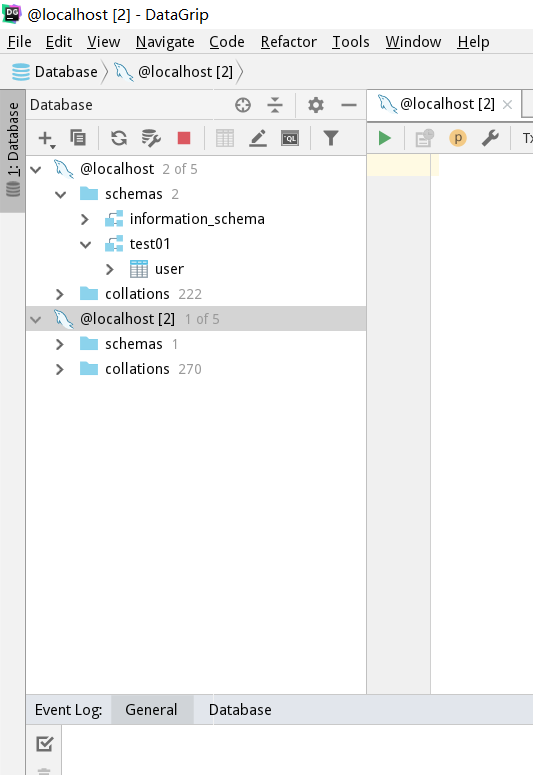 DG @localhost [2] - DataGrip
File Edit View Navigate Code Refactor Tools Window Help
Database @localhost [2]
1: Database
Database
@localhost [2]
QL
p
Tx
@localhost 2 of 5
schemas 2
information_schema
test01
user
collations 222
@localhost [2] 1 of 5
schemas 1
collations 270
Event Log: General Database